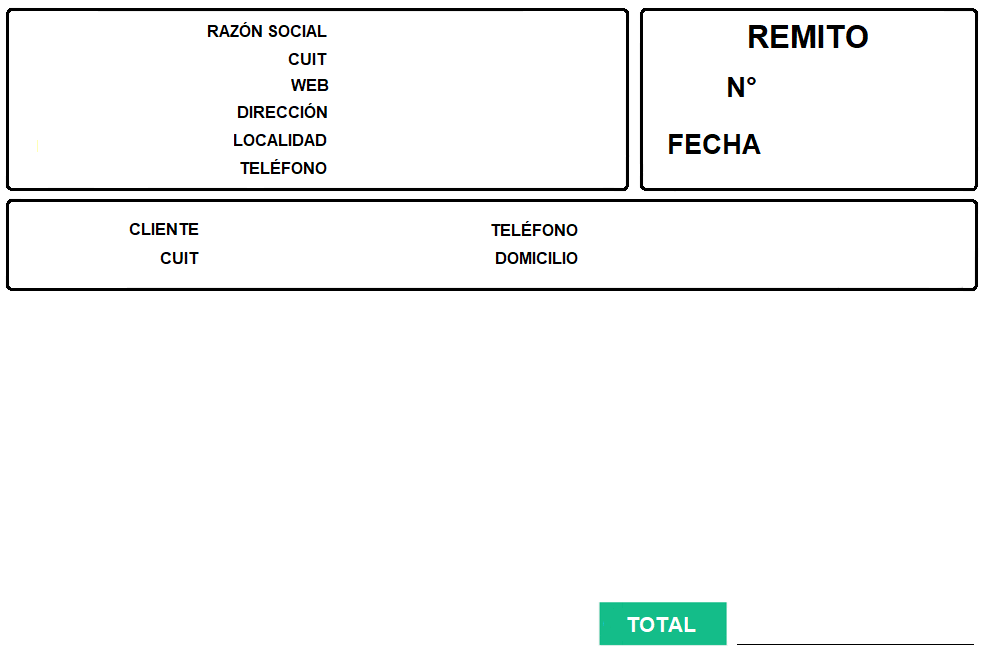 RAZÓN SOCIAL
CUIT
WEB
DIRECCIÓN
LOCALIDAD
TELÉFONO
REMITO
N°
FECHA
CLIENTE
CUIT
TELÉFONO
DOMICILIO
TOTAL